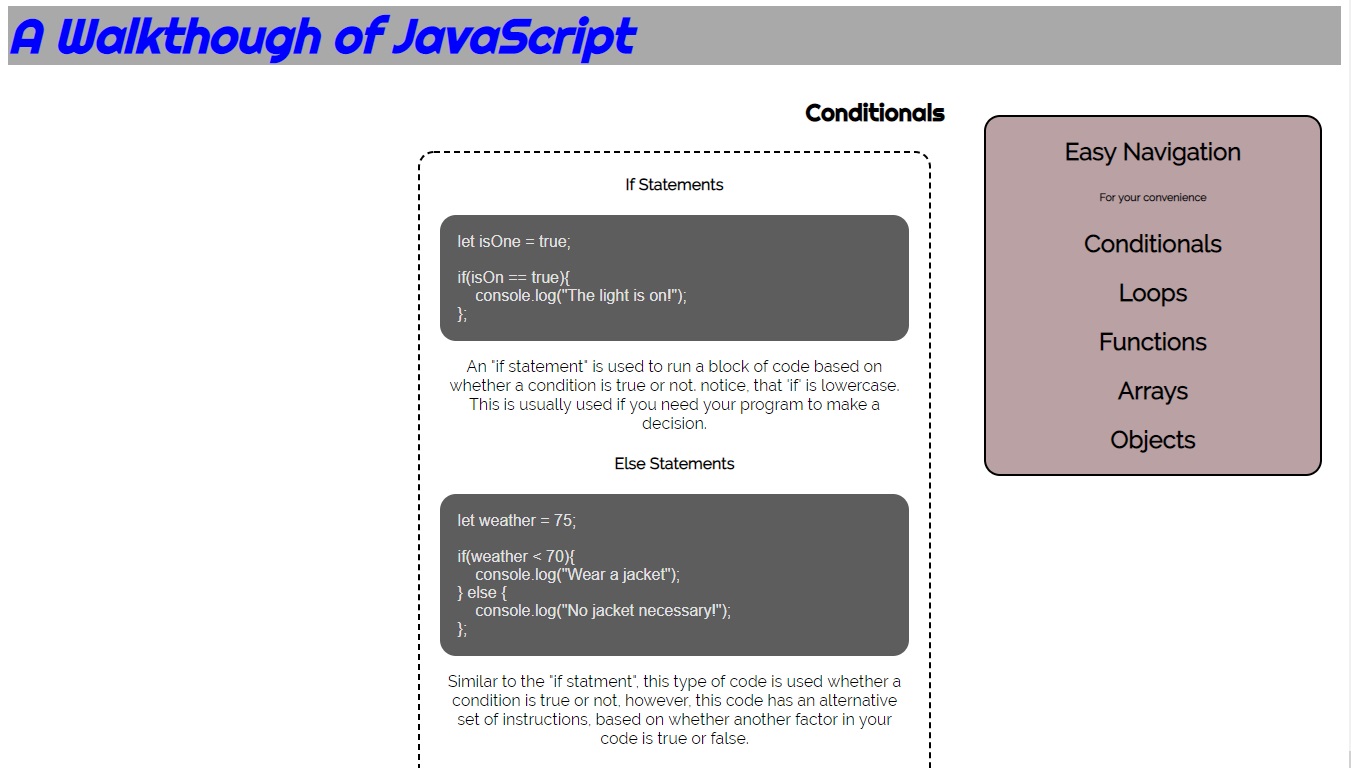 A Walkthough of JavaScript
Conditionals
If Statements
let isOne = true;
if(isOn == true){
console.log("The light is on!");
};
An "if statement" is used to run a block of code based on
whether a condition is true or not. notice, that 'if' is lowercase.
This is usually used if you need your program to make a
decision.
Else Statements
let weather = 75;
if(weather < 70){
console.log("Wear a jacket");
} else {
console.log("No jacket necessary!");
};
Similar to the "if statment", this type of code is used whether a
condition is true or not, however, this code has an alternative
set of instructions, based on whether another factor in your
code is true or false.
Easy Navigation
For your convenience
Conditionals
Loops
Functions
Arrays
Objects